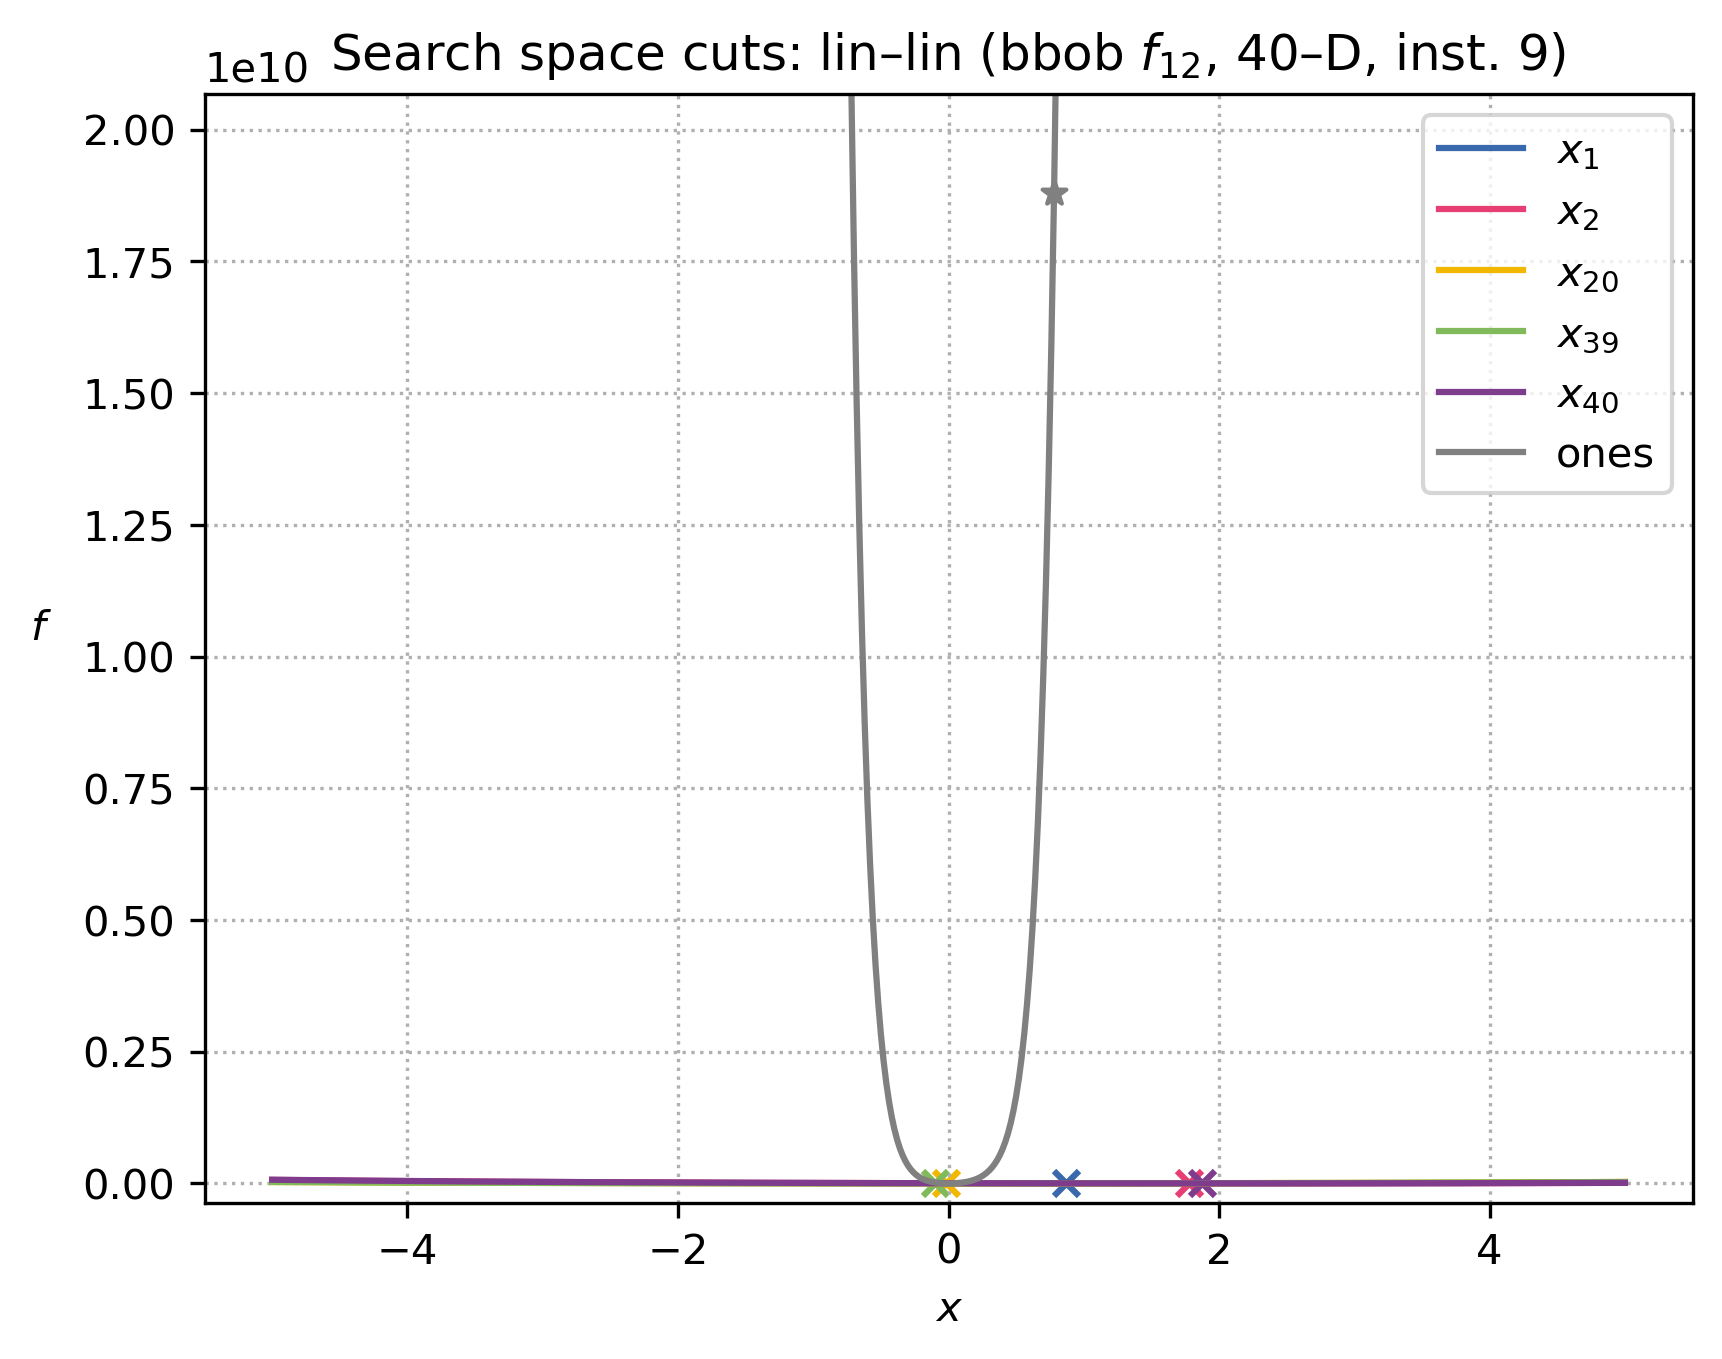 Search space cuts: lin–lin (bbob f₁₂, 40–D, inst. 9)
1e10
2.00
1.75
1.50
1.25
1.00
0.75
0.50
0.25
0.00
f
−4
−2
0
2
4
x
x₁
x₂
x₂₀
x₃₉
x₄₀
ones